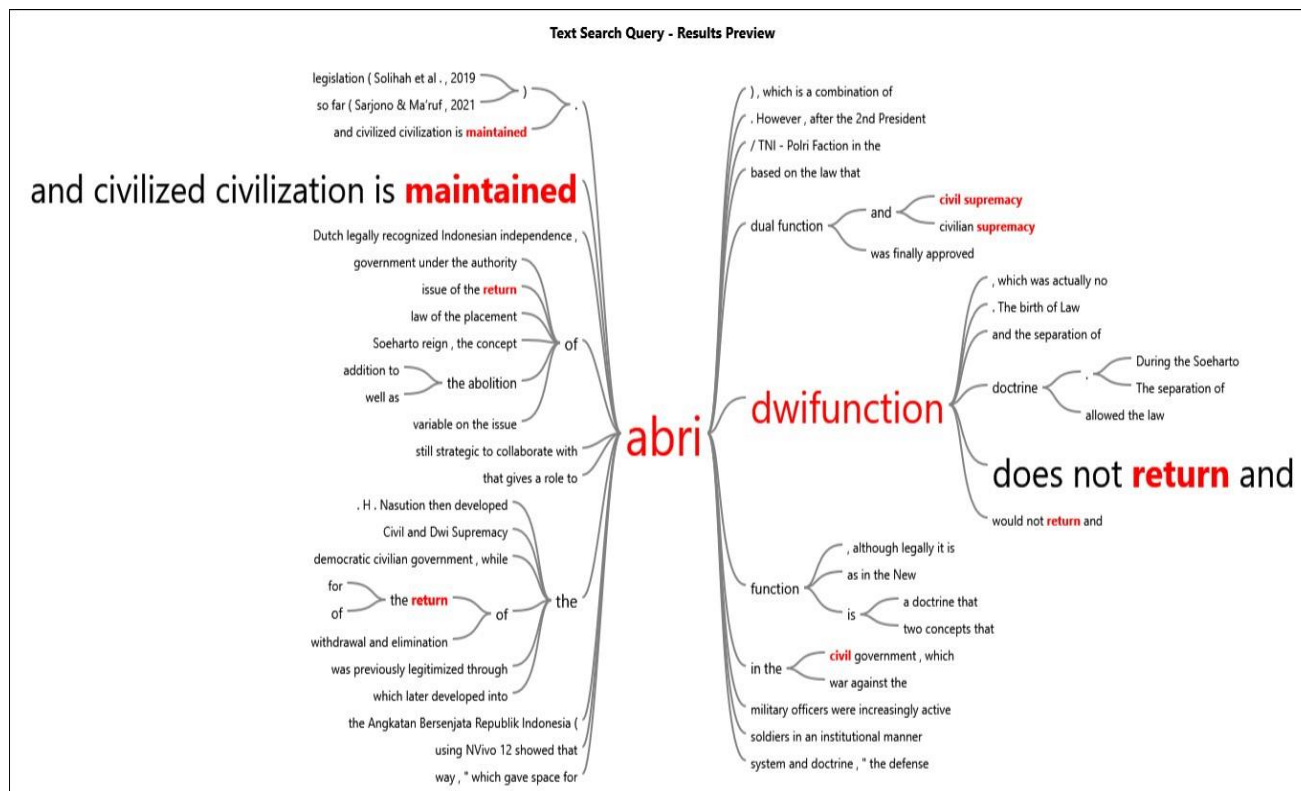 Text Search Query - Results Preview
legislation ( Solihah et al . , 2019
so far ( Sarjono & Ma'ruf , 2021
)
.
and civilized civilization is maintained
and civilized civilization is maintained
Dutch legally recognized Indonesian independence ,
government under the authority
issue of the return
law of the placement
Soeharto reign , the concept
of
addition to
well as
the abolition
variable on the issue
still strategic to collaborate with
that gives a role to
. H . Nasution then developed
Civil and Dwi Supremacy
democratic civilian government , while
for
of
the return
withdrawal and elimination
of
the
was previously legitimized through
which later developed into
the Angkatan Bersenjata Republik Indonesia (
using NVivo 12 showed that
way , " which gave space for
abri
) , which is a combination of
. However , after the 2nd President
/ TNI - Polri Faction in the
based on the law that
dual function
and
civil supremacy
civilian supremacy
was finally approved
dwifunction
, which was actually no
. The birth of Law
and the separation of
doctrine
.
During the Soeharto
The separation of
allowed the law
does not return and
would not return and
function
, although legally it is
as in the New
is
a doctrine that
two concepts that
in the
civil government , which
war against the
military officers were increasingly active
soldiers in an institutional manner
system and doctrine , " the defense